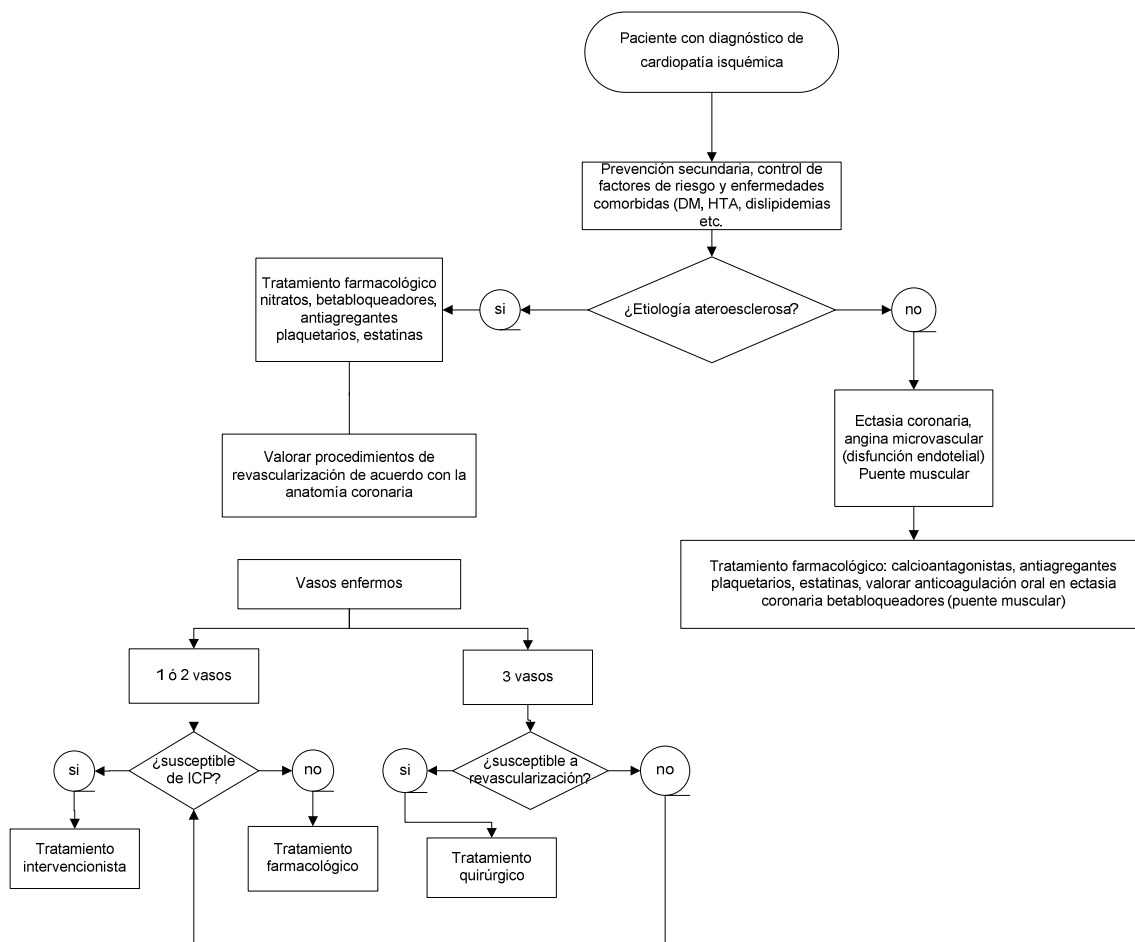 Paciente con diagnóstico de
cardiopatía isquémica
Prevención secundaria, control de
factores de riesgo y enfermedades
comorbidas (DM, HTA, dislipidemias
etc.
¿Etiología ateroesclerosa?
si
no
Tratamiento farmacológico
nitratos, betabloqueadores,
antiagregantes
plaquetarios, estatinas
Valorar procedimientos de
revascularización de acuerdo con la
anatomía coronaria
Ectasia coronaria,
angina microvascular
(disfunción endotelial)
Puente muscular
Tratamiento farmacológico: calcioantagonistas, antiagregantes
plaquetarios, estatinas, valorar anticoagulación oral en ectasia
coronaria betabloqueadores (puente muscular)
Vasos enfermos
1 ó 2 vasos
3 vasos
¿susceptible
de ICP?
si
no
¿susceptible a
revascularización?
si
no
Tratamiento
intervencionista
Tratamiento
farmacológico
Tratamiento
quirúrgico